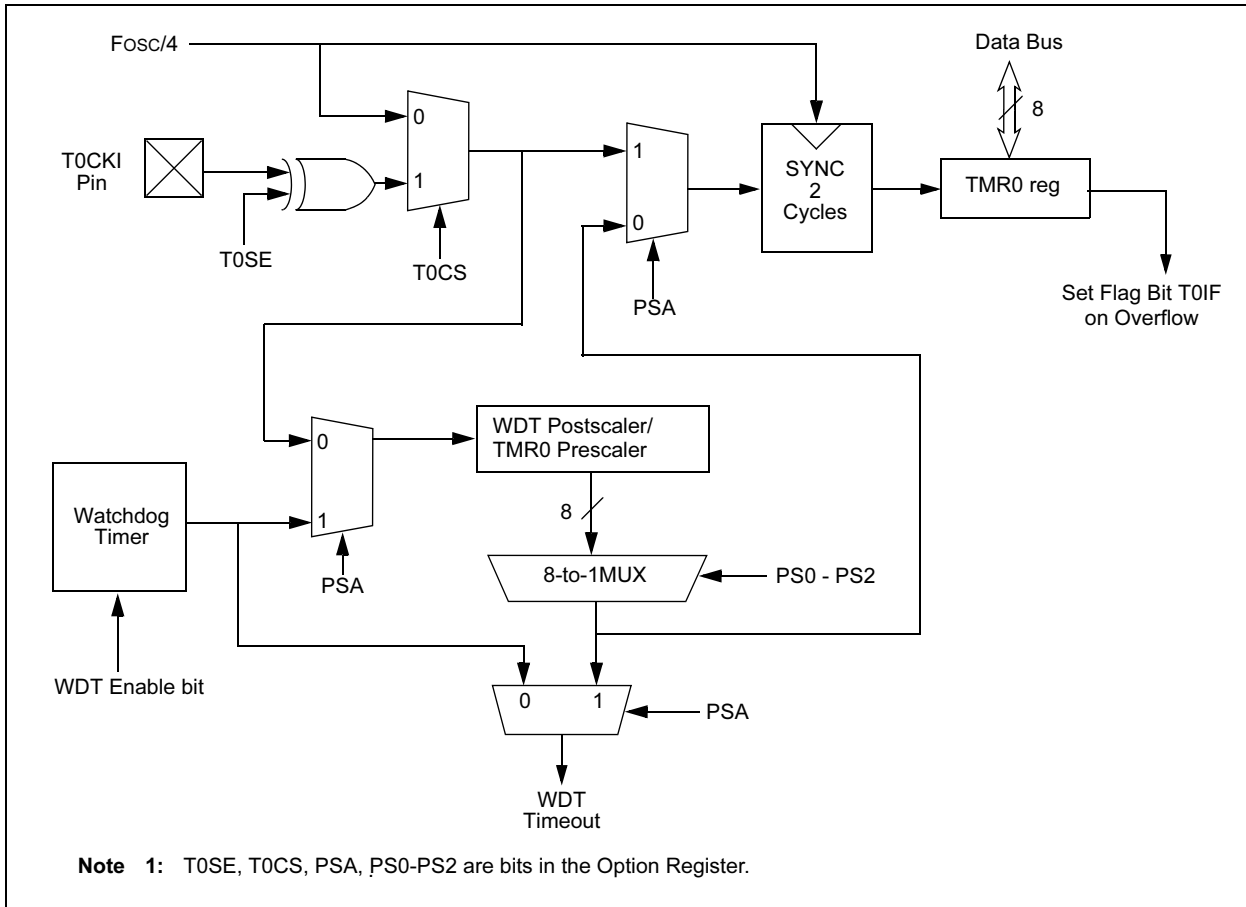 FOSC/4
Data Bus
8
0
T0CKI
Pin
1
T0SE
T0CS
1
0
PSA
SYNC
2
Cycles
TMR0 reg
Set Flag Bit T0IF
on Overflow
0
1
PSA
WDT Postscaler/
TMR0 Prescaler
Watchdog
Timer
8
8-to-1MUX
PS0 - PS2
WDT Enable bit
0
1
PSA
WDT
Timeout
Note 1: T0SE, T0CS, PSA, PS0-PS2 are bits in the Option Register.